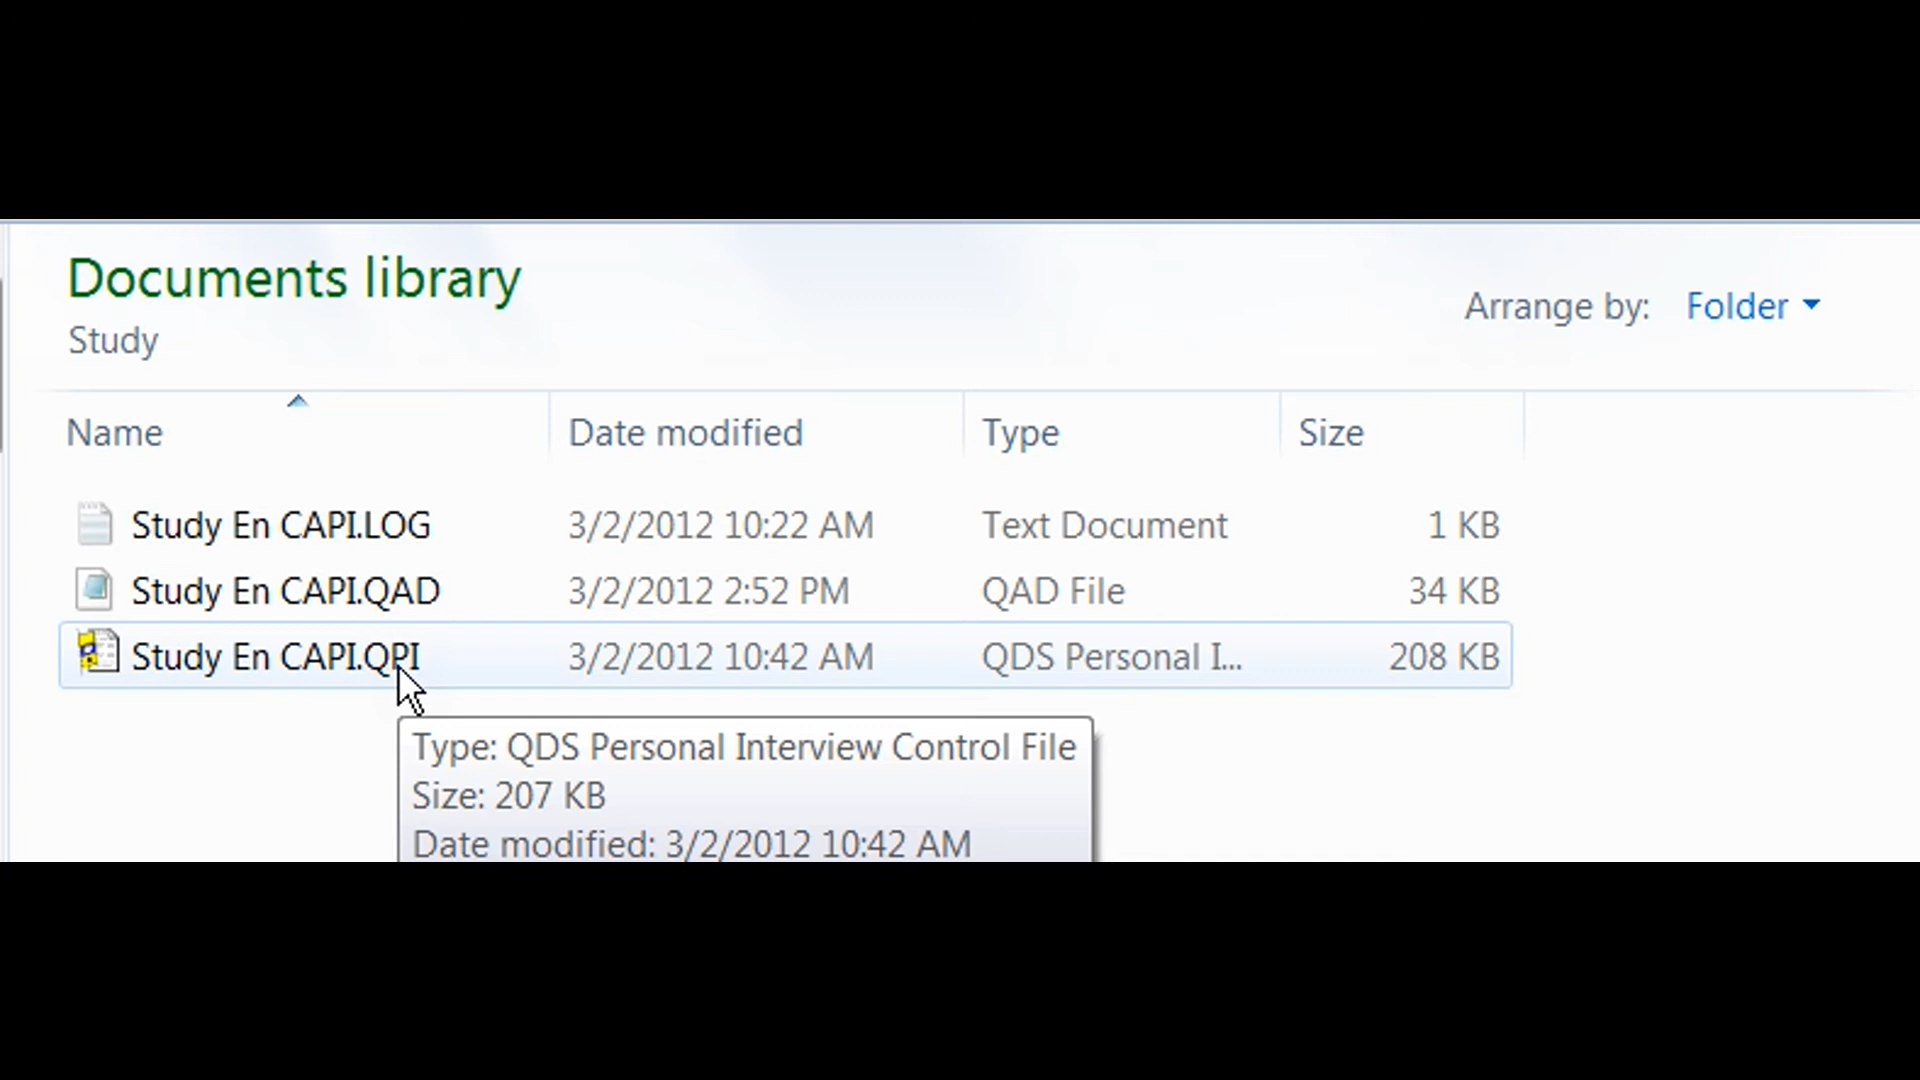 Documents library
Study
Arrange by: Folder
Name Date modified Type Size
Study En CAPI.LOG 3/2/2012 10:22 AM Text Document 1 KB
Study En CAPI.QAD 3/2/2012 2:52 PM QAD File 34 KB
Study En CAPI.QPI 3/2/2012 10:42 AM QDS Personal I... 208 KB
Type: QDS Personal Interview Control File
Size: 207 KB
Date modified: 3/2/2012 10:42 AM